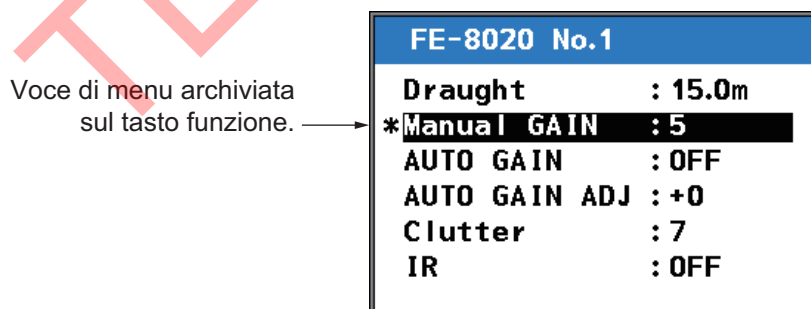 FE-8020 No.1
Voce di menu archiviata
sul tasto funzione.
Draught : 15.0m
*Manual GAIN : 5
AUTO GAIN : OFF
AUTO GAIN ADJ : +0
Clutter : 7
IR : OFF